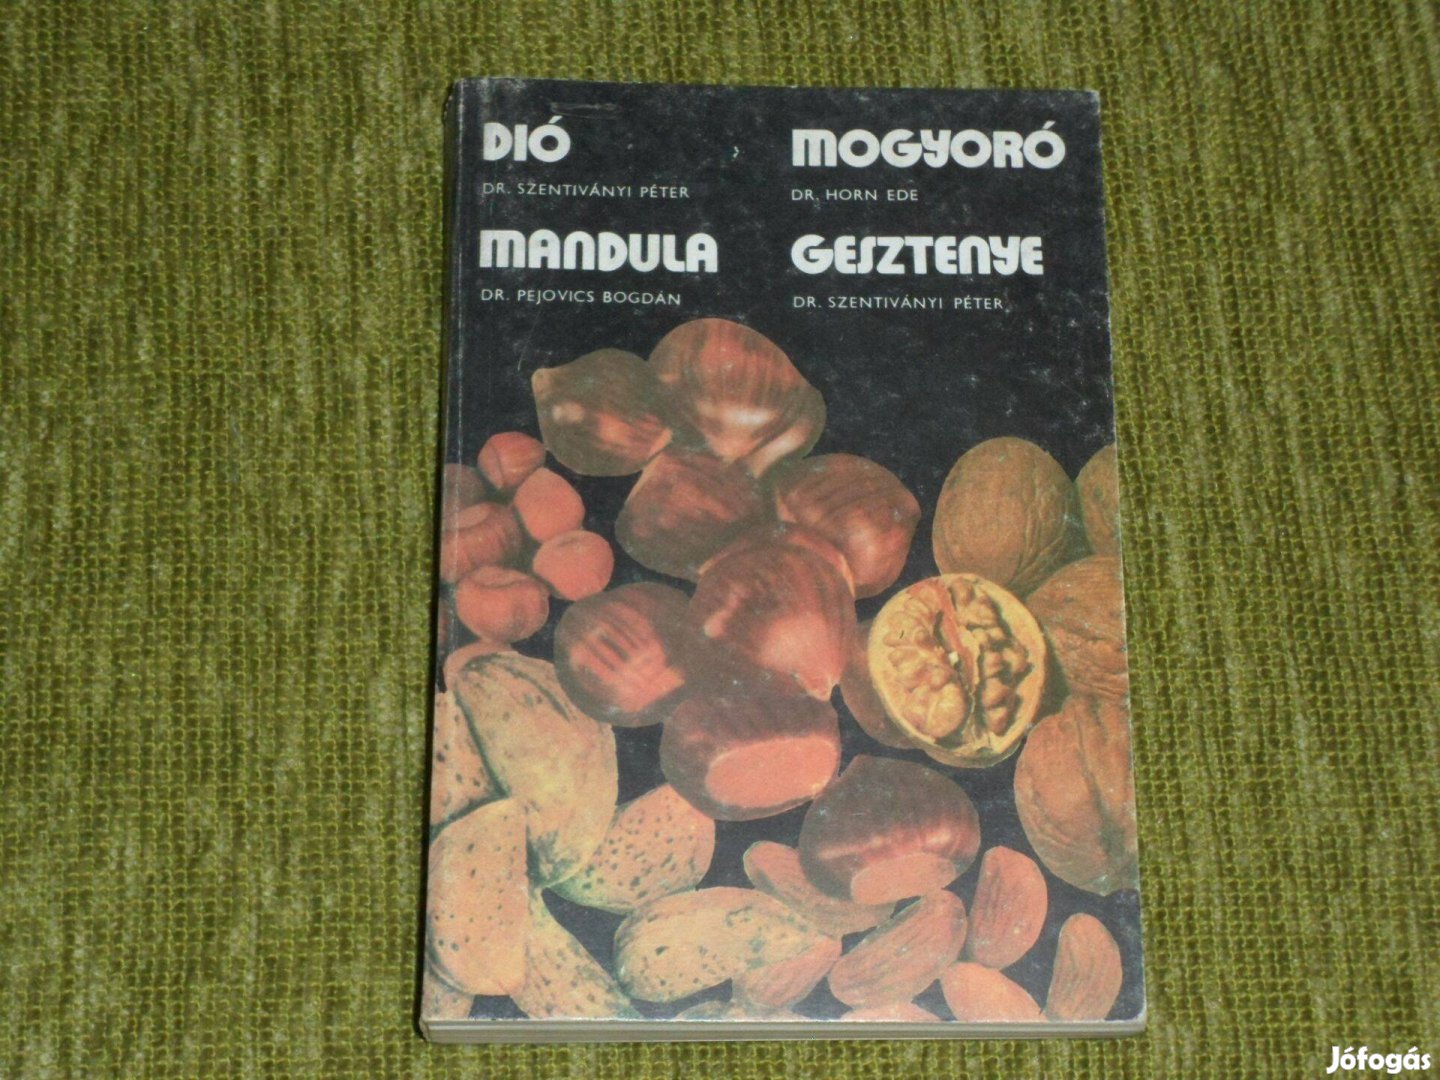 DIÓ
DR. SZENTIVÁNYI PÉTER
MANDULA
DR. PEJOVICS BOGDÁN
MOGYORÓ
DR. HORN EDE
GESZTENYE
DR. SZENTIVÁNYI PÉTER
Jófogás